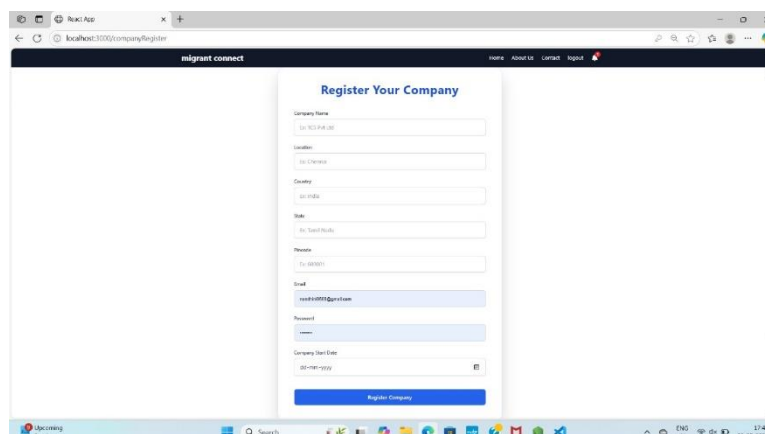 React App
localhost:3000/companyRegister
migrant connect
Home About Us Contact logout
Register Your Company
Company Name
Ex: TCS Pvt Ltd
Location
Ex: Chennai
Country
Ex: India
State
Ex: Tamil Nadu
Pincode
Ex:
Email
Password
Company Start Date
dd-mm-yyyy
Register Company
Upcoming
Search
ENG